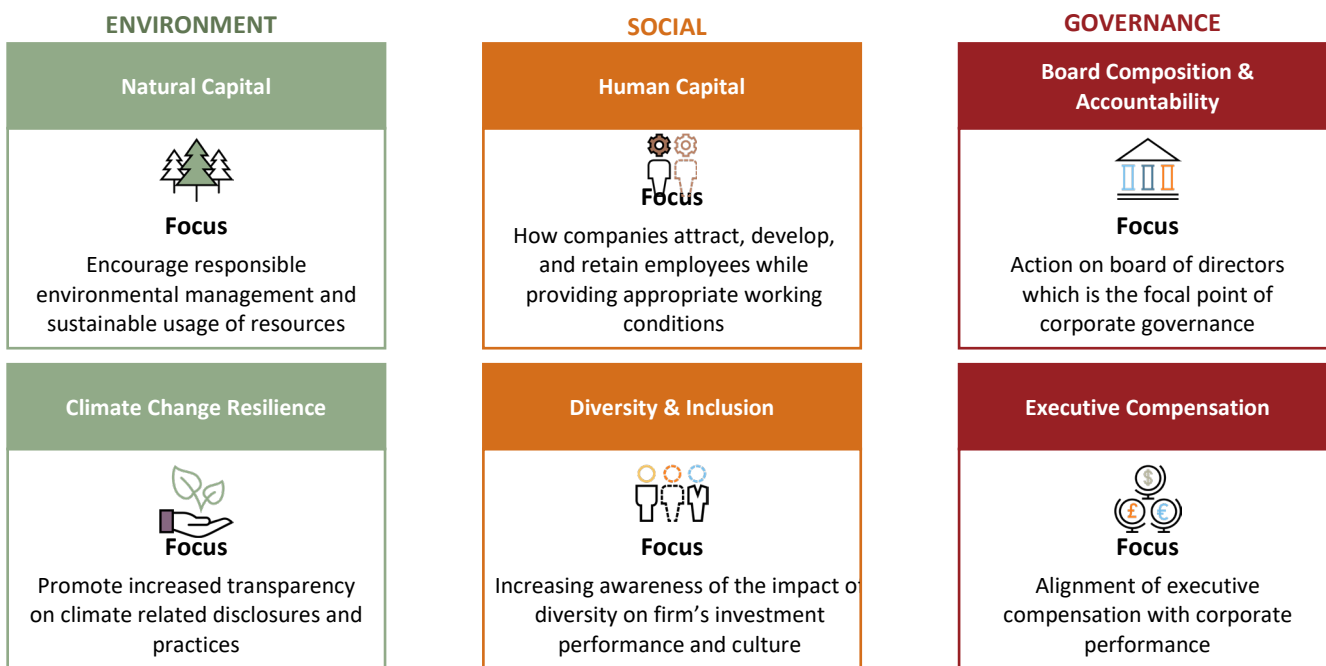 ENVIRONMENT
Natural Capital
Focus
Encourage responsible
environmental management and
sustainable usage of resources
Climate Change Resilience
Focus
Promote increased transparency
on climate related disclosures and
practices
SOCIAL
Human Capital
Focus
How companies attract, develop,
and retain employees while
providing appropriate working
conditions
Diversity & Inclusion
Focus
Increasing awareness of the impact of
diversity on firm's investment
performance and culture
GOVERNANCE
Board Composition &
Accountability
Focus
Action on board of directors
which is the focal point of
corporate governance
Executive Compensation
$
£ €
Focus
Alignment of executive
compensation with corporate
performance